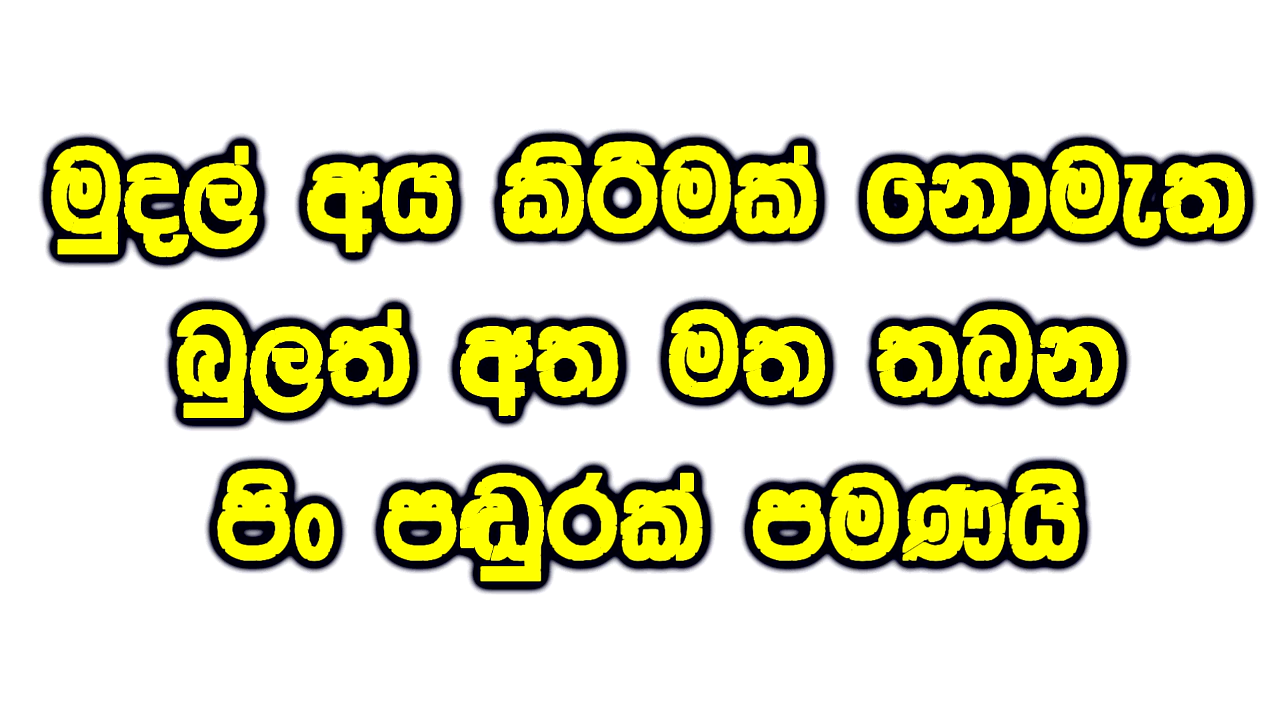 මුදල් අය කිරීමක් නොමැත
බුලත් අත මත තබන
පිං පඬුරක් පමණයි